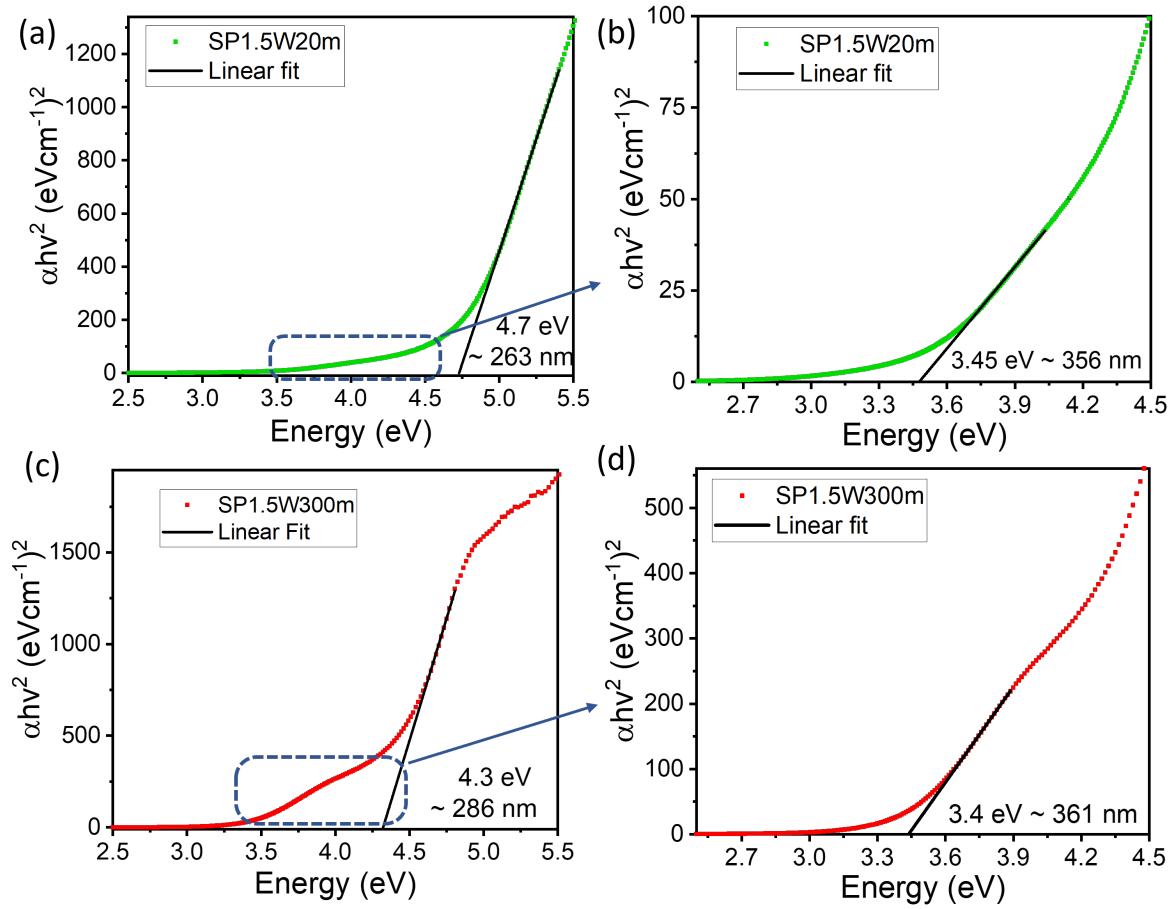 (a)
SP1.5W20m
Linear fit
αhv² (eVcm⁻¹)²
1200
1000
800
600
400
200
0
4.7 eV
~ 263 nm
2.5 3.0 3.5 4.0 4.5 5.0 5.5
Energy (eV)
(b)
SP1.5W20m
Linear fit
αhv² (eVcm⁻¹)²
100
75
50
25
0
3.45 eV ~ 356 nm
2.7 3.0 3.3 3.6 3.9 4.2 4.5
Energy (eV)
(c)
SP1.5W300m
Linear Fit
αhv² (eVcm⁻¹)²
1500
1000
500
0
4.3 eV
~ 286 nm
2.5 3.0 3.5 4.0 4.5 5.0 5.5
Energy (eV)
(d)
SP1.5W300m
Linear fit
αhv² (eVcm⁻¹)²
500
400
300
200
100
0
3.4 eV ~ 361 nm
2.7 3.0 3.3 3.6 3.9 4.2 4.5
Energy (eV)